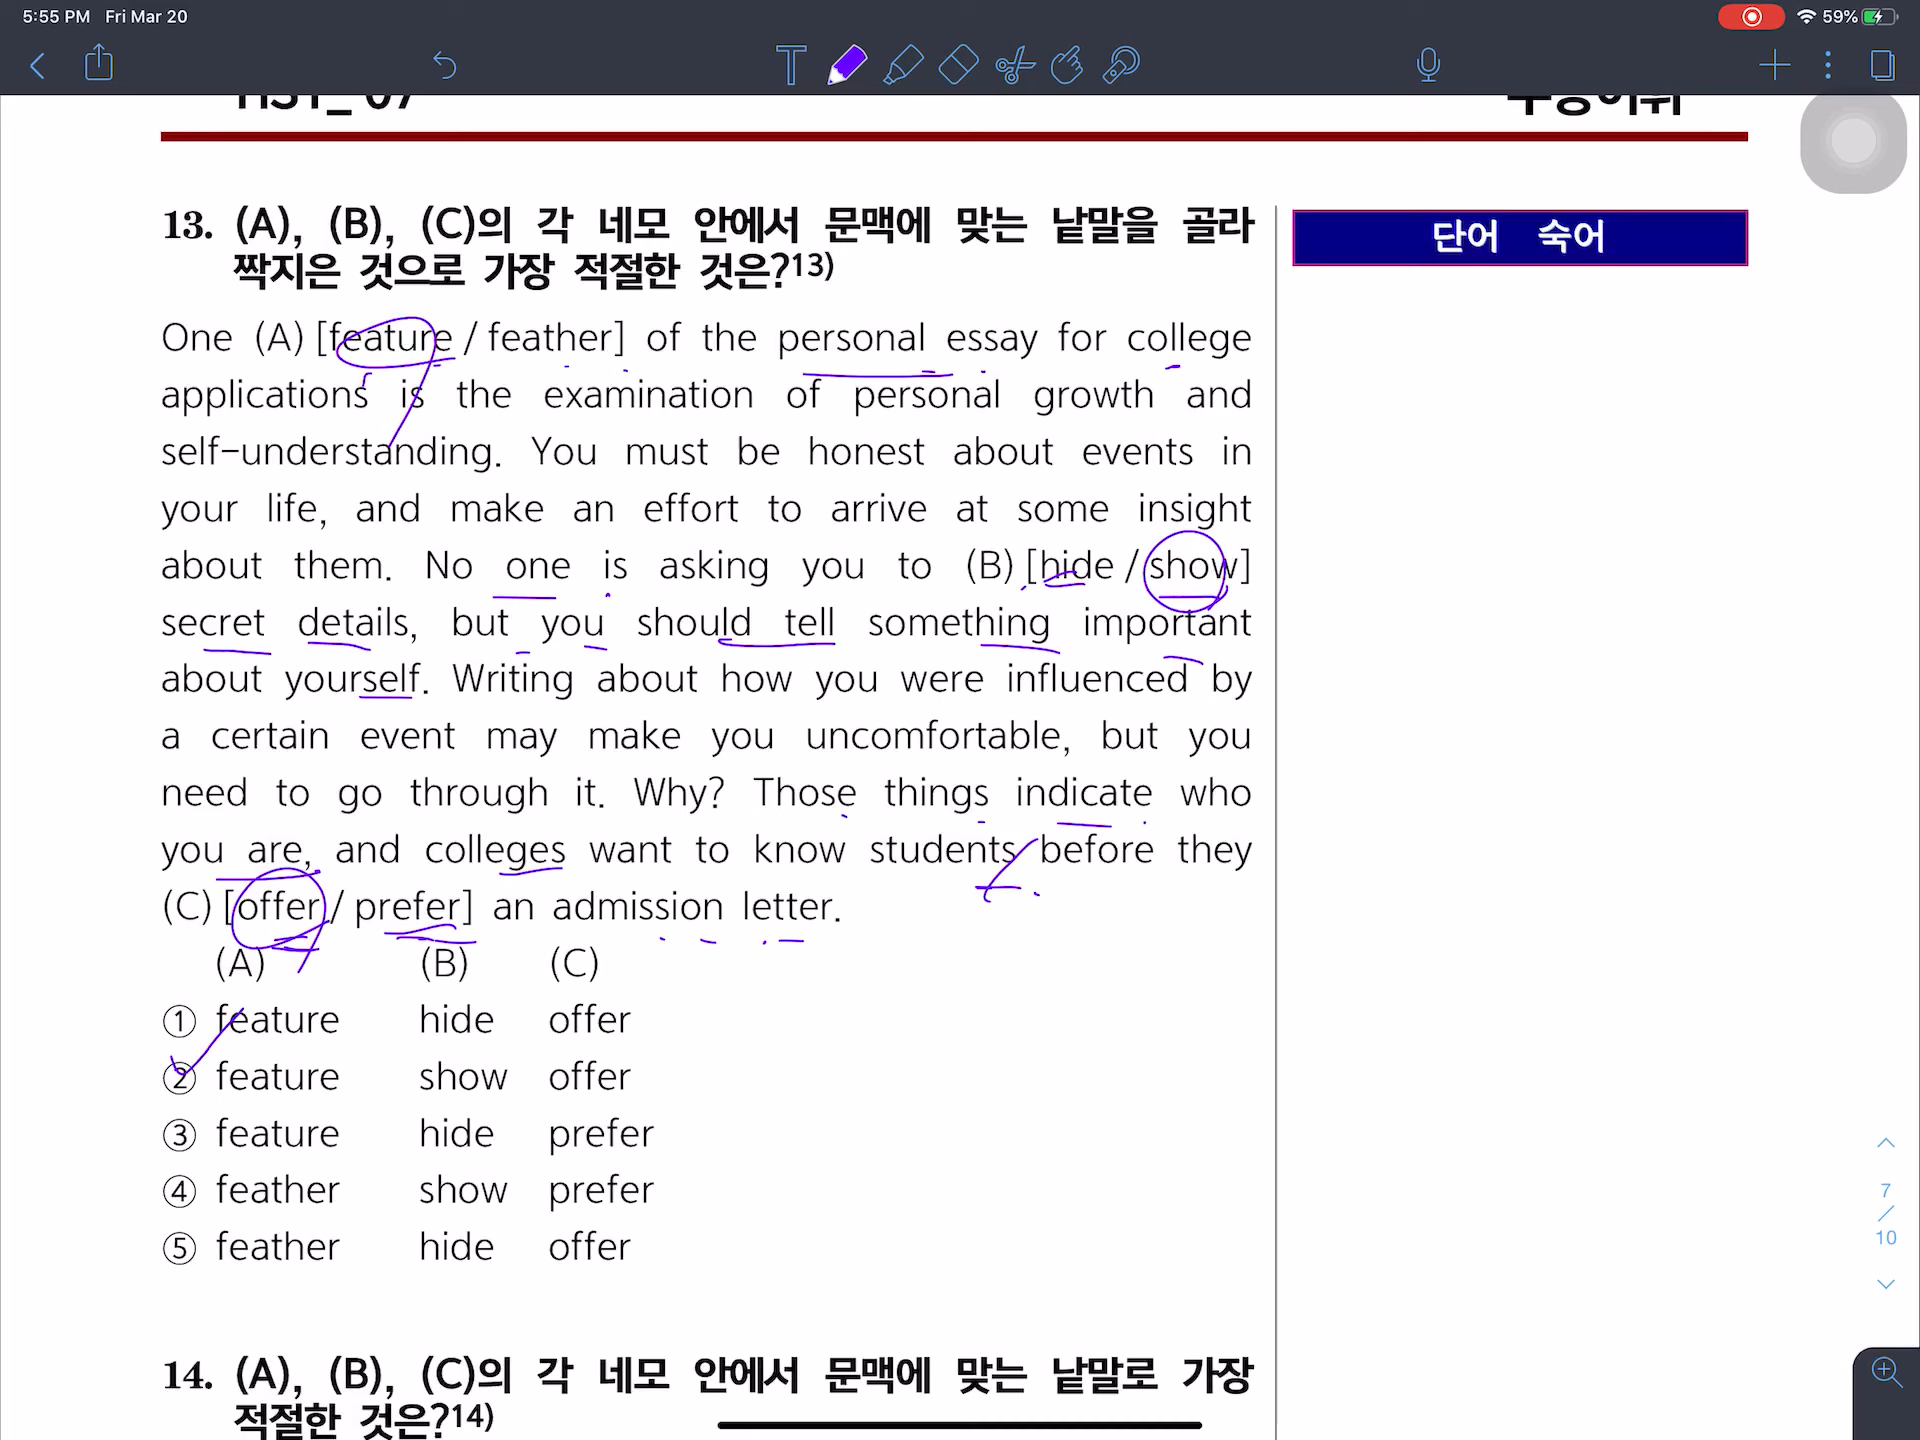 5:55 PM Fri Mar 20
59%
단어 숙어
13. (A), (B), (C)의 각 네모 안에서 문맥에 맞는 낱말을 골라
짝지은 것으로 가장 적절한 것은?13)
One (A) [feature / feather] of the personal essay for college
applications is the examination of personal growth and
self-understanding. You must be honest about events in
your life, and make an effort to arrive at some insight
about them. No one is asking you to (B) [hide / show]
secret details, but you should tell something important
about yourself. Writing about how you were influenced by
a certain event may make you uncomfortable, but you
need to go through it. Why? Those things indicate who
you are, and colleges want to know students before they
(C) [offer / prefer] an admission letter.
(A) (B) (C)
① feature hide offer
② feature show offer
③ feature hide prefer
④ feather show prefer
⑤ feather hide offer
14. (A), (B), (C)의 각 네모 안에서 문맥에 맞는 낱말로 가장
적절한 것은?14)
7
/
10